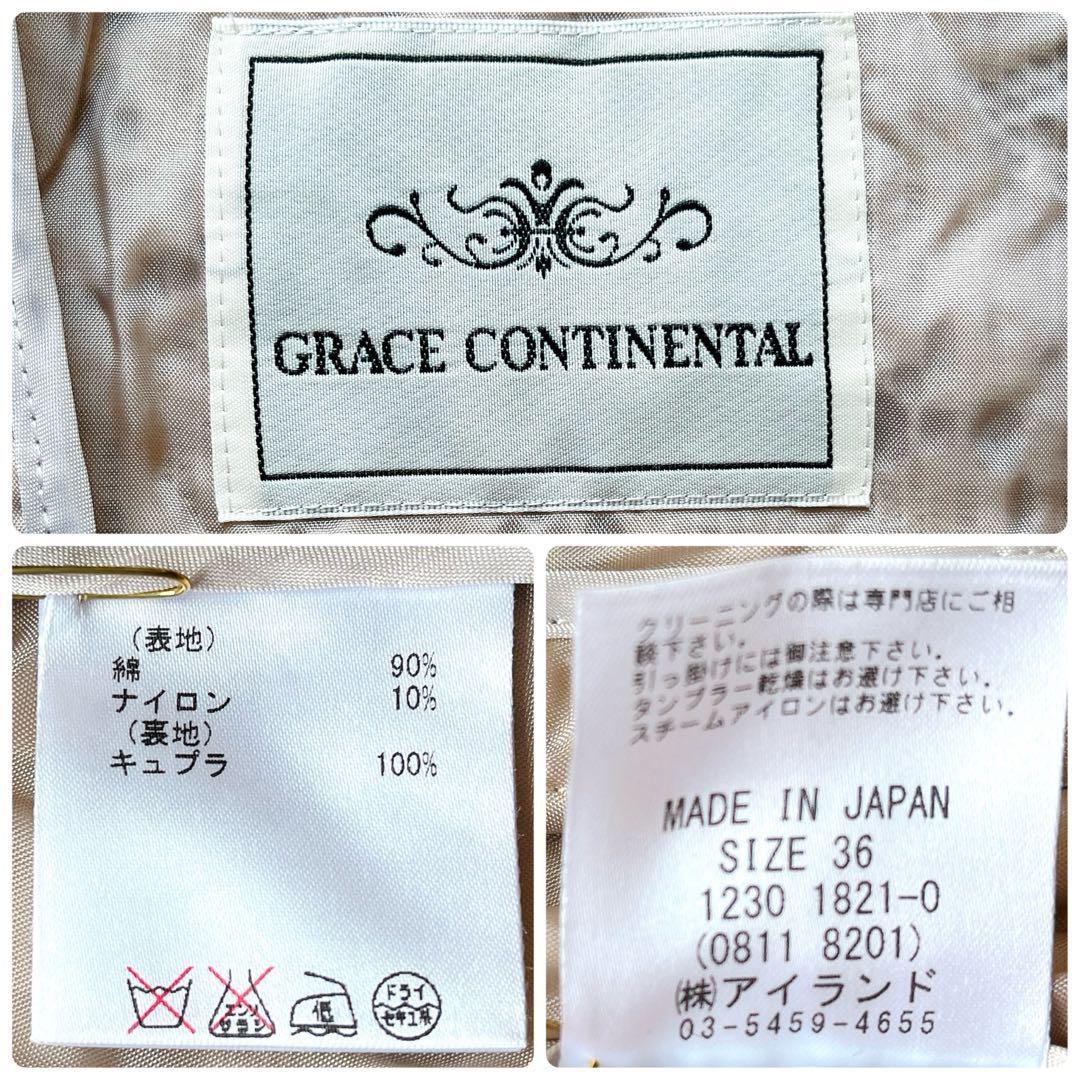 GRACE CONTINENTAL
(表地)
綿 90%
ナイロン 10%
(裏地)
キュプラ 100%
エンソサラシ
低
ドライ
セキユ系
クリーニングの際は専門店にご相
談下さい。
引っ掛けには御注意下さい。
タンブラー乾燥はお避け下さい。
スチームアイロンはお避け下さい。
MADE IN JAPAN
SIZE 36
1230 1821-0
(0811 8201)
㈱アイランド
03-5459-4655